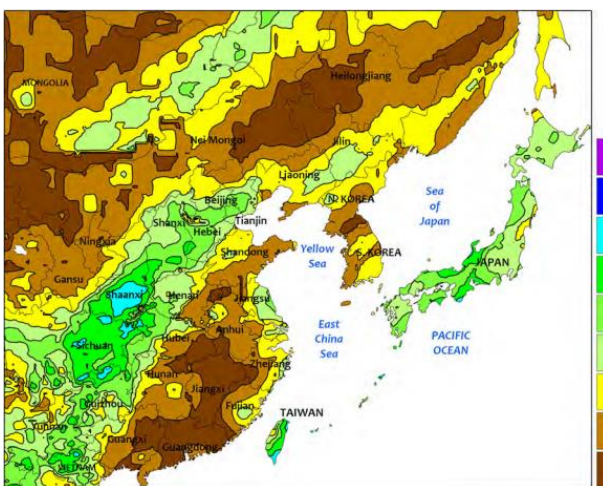 MONGOLIA
Heilongjiang
Nei Mongol
Jilin
Liaoning
Beijing
N. KOREA
Sea
of
Japan
Shanxi
Hebei
Tianjin
Ningxia
Shandong
Yellow
Sea
S. KOREA
JAPAN
Gansu
Shaanxi
Henan
Jiangsu
East
China
Sea
PACIFIC
OCEAN
Anhui
Sichuan
Hubei
Zhejiang
Hunan
Jiangxi
Guizhou
Fujian
TAIWAN
Yunnan
Guangxi
Guangdong
VIETNAM